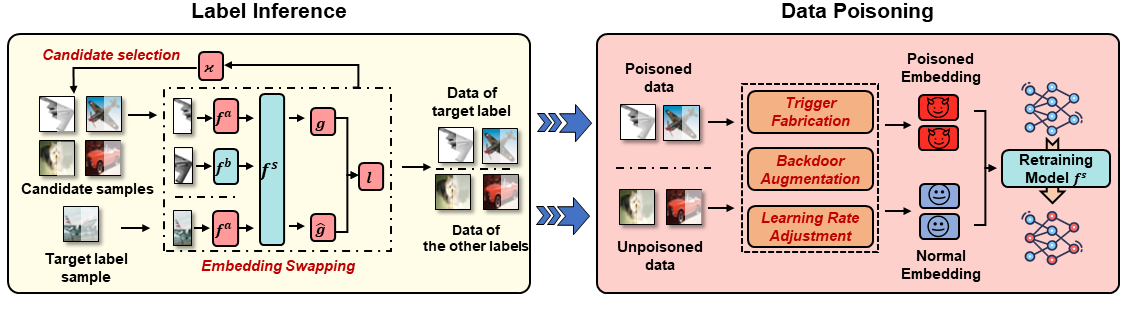 Label Inference
Candidate selection
ϰ
f^a
g
f^b
f^s
l
f^a
ĝ
Embedding Swapping
Candidate samples
Target label
sample
Data of
target label
Data of
the other labels
Data Poisoning
Poisoned
data
Unpoisoned
data
Trigger
Fabrication
Backdoor
Augmentation
Learning Rate
Adjustment
Poisoned
Embedding
Normal
Embedding
Retraining
Model f^s